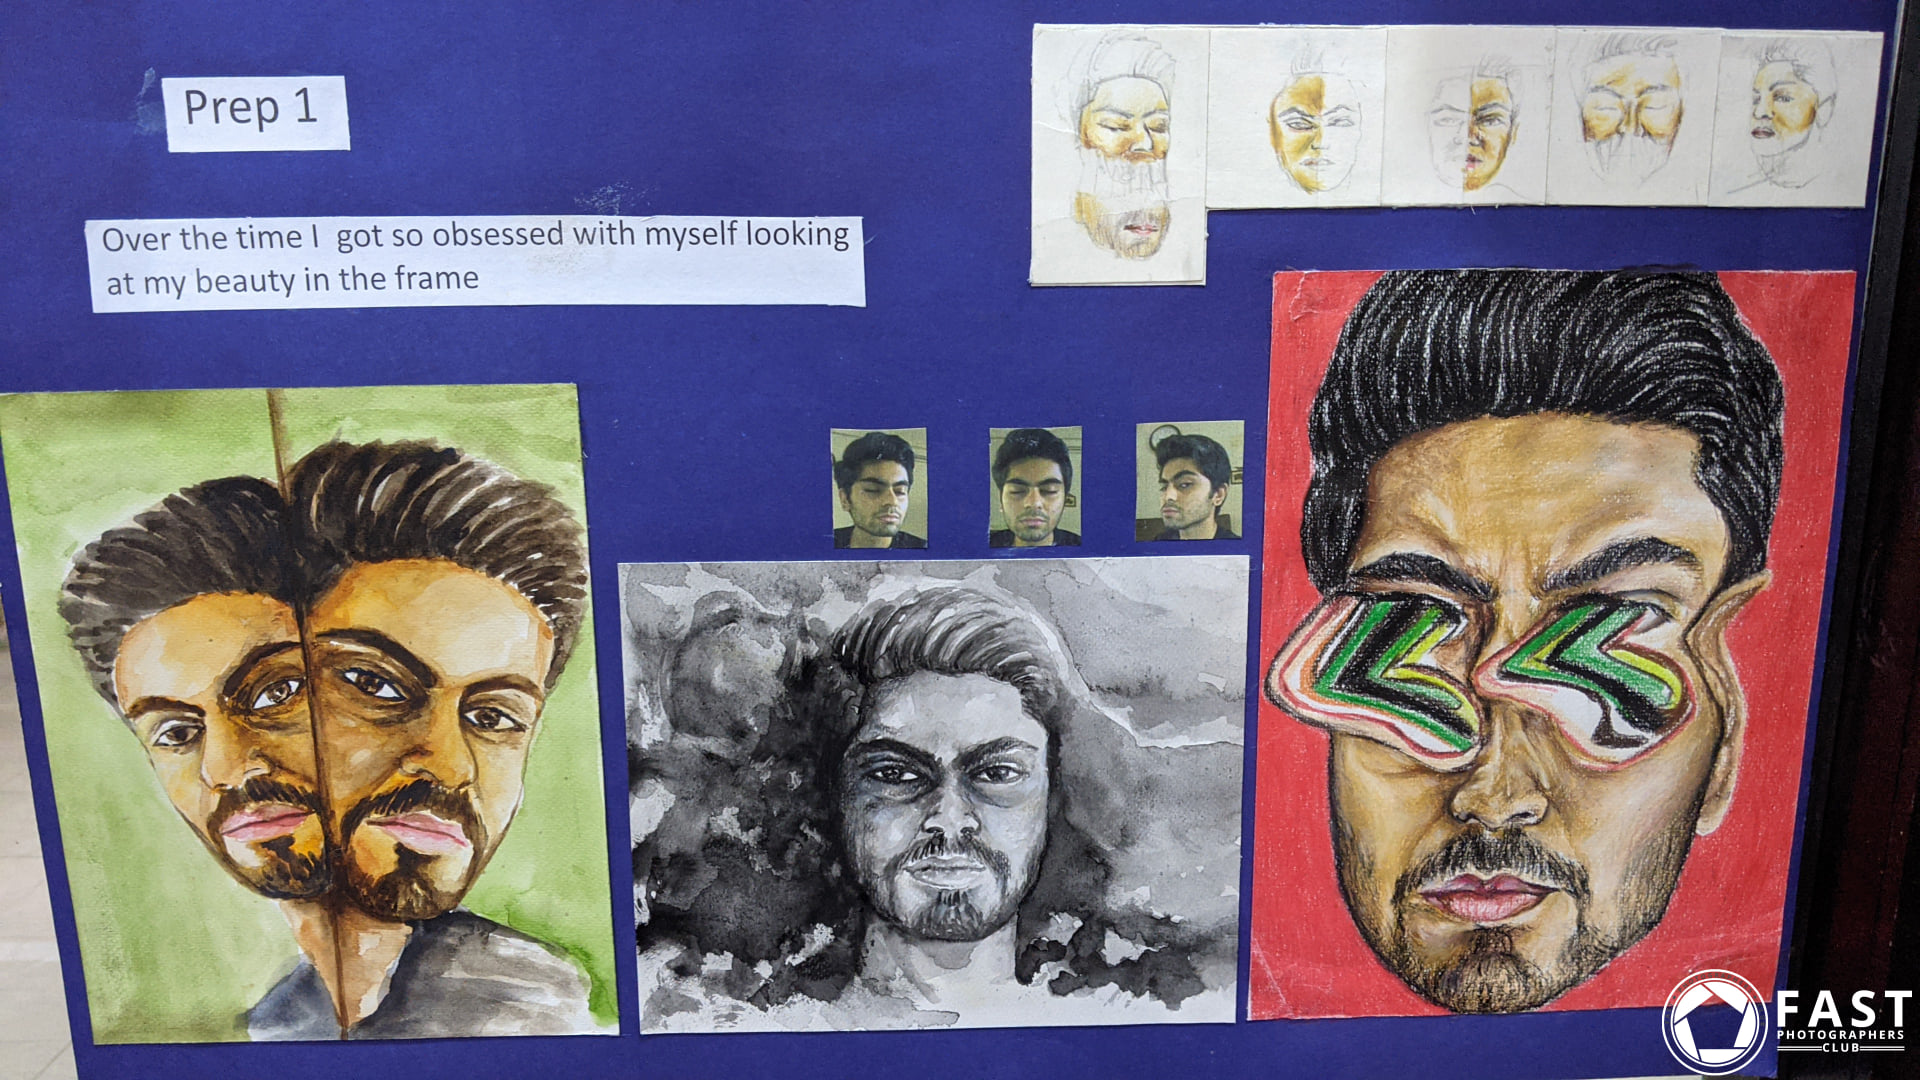 Prep 1
Over the time I got so obsessed with myself looking
at my beauty in the frame
FAST
PHOTOGRAPHERS
CLUB